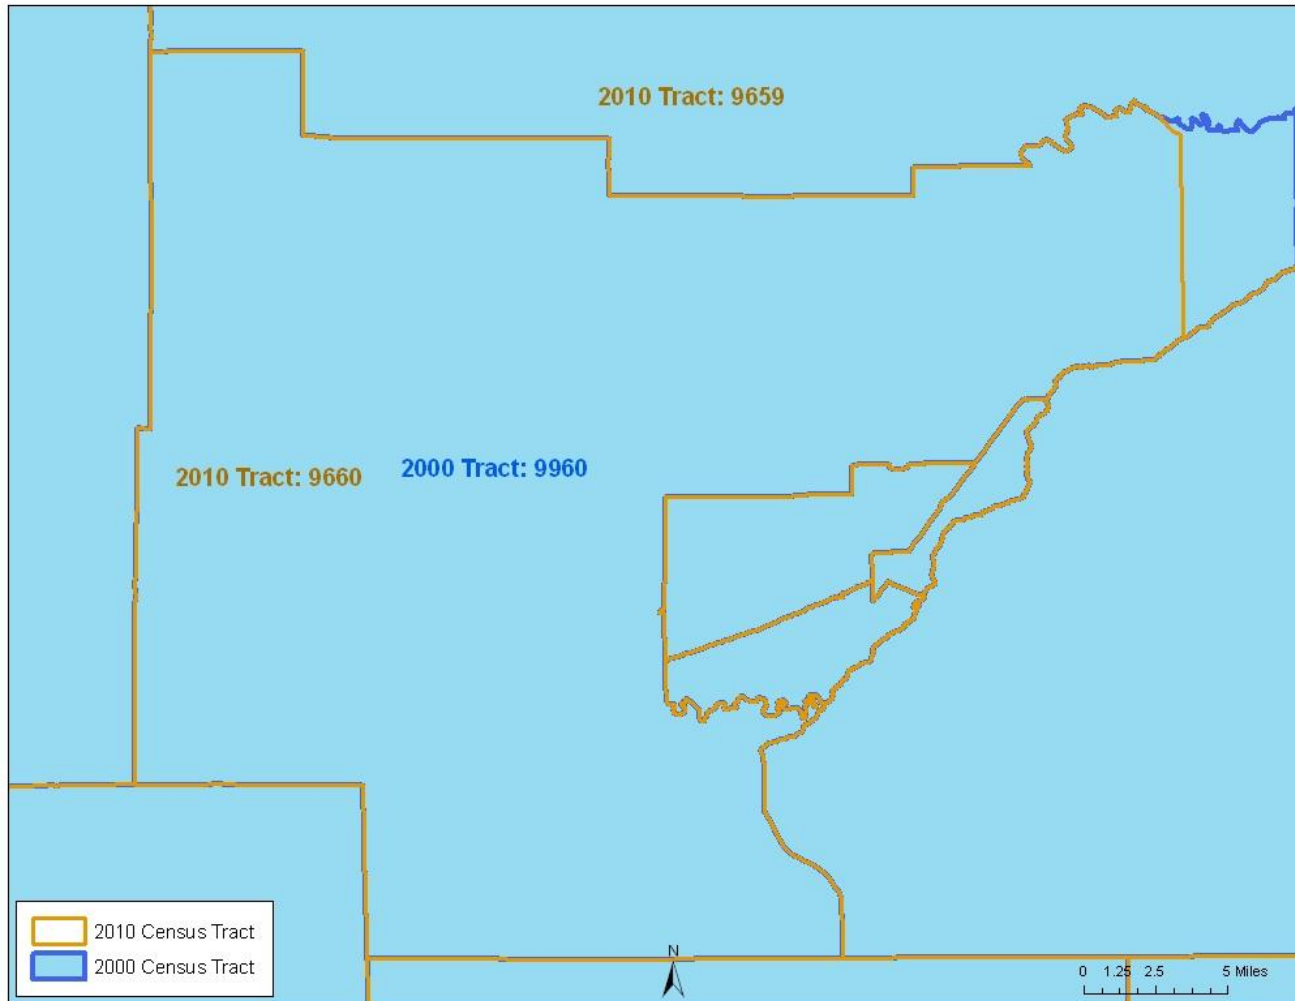 2010 Tract: 9659
2010 Tract: 9660
2000 Tract: 9960
2010 Census Tract
2000 Census Tract
N
0 1.25 2.5 5 Miles